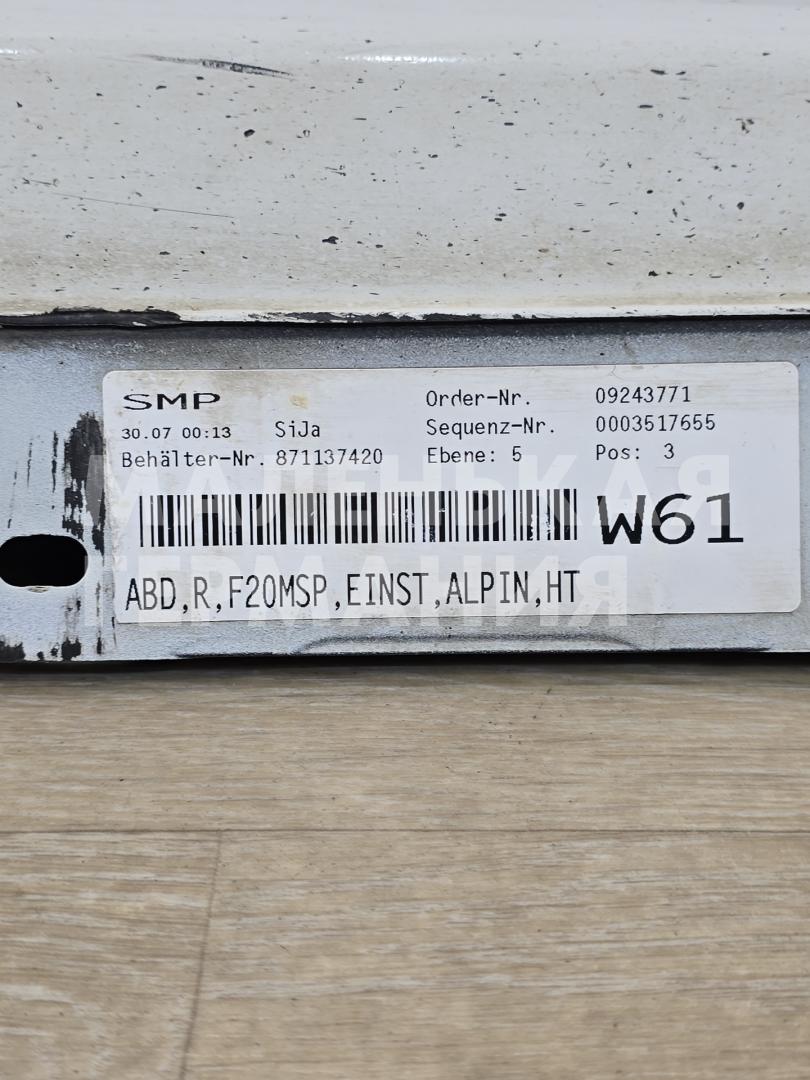 SMP
Order-Nr. 09243771
30.07 00:13 SiJa Sequenz-Nr. 0003517655
Behälter-Nr. 871137420 Ebene: 5 Pos: 3
W61
ABD,R,F20MSP,EINST,ALPIN,HT
МАЛЕНЬКАЯ
ГЕРМАНИЯ